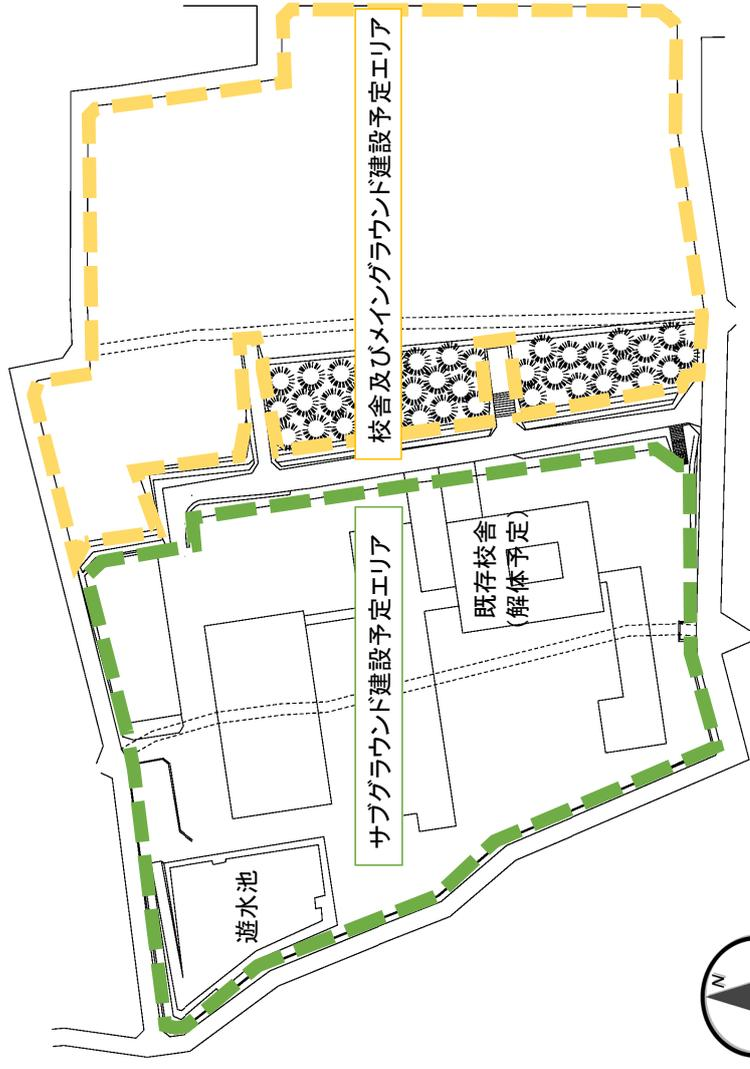 校舎及びメイングラウンド建設予定エリア
サブグラウンド建設予定エリア
既存校舎
（解体予定）
遊水池
N